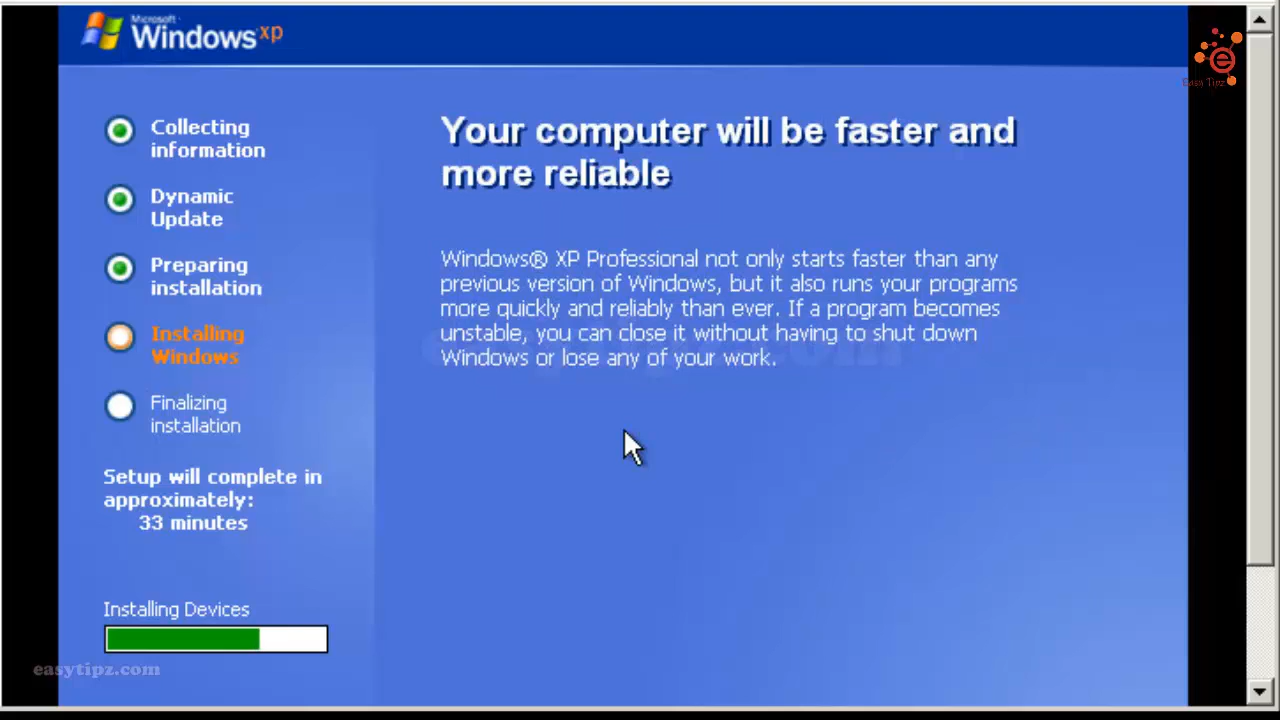 Microsoft
Windows xp
Easy Tipz
Collecting
information
Dynamic
Update
Preparing
installation
Installing
Windows
Finalizing
installation
Setup will complete in
approximately:
33 minutes
Installing Devices
easytipz.com
Your computer will be faster and
more reliable
Windows® XP Professional not only starts faster than any
previous version of Windows, but it also runs your programs
more quickly and reliably than ever. If a program becomes
unstable, you can close it without having to shut down
Windows or lose any of your work.